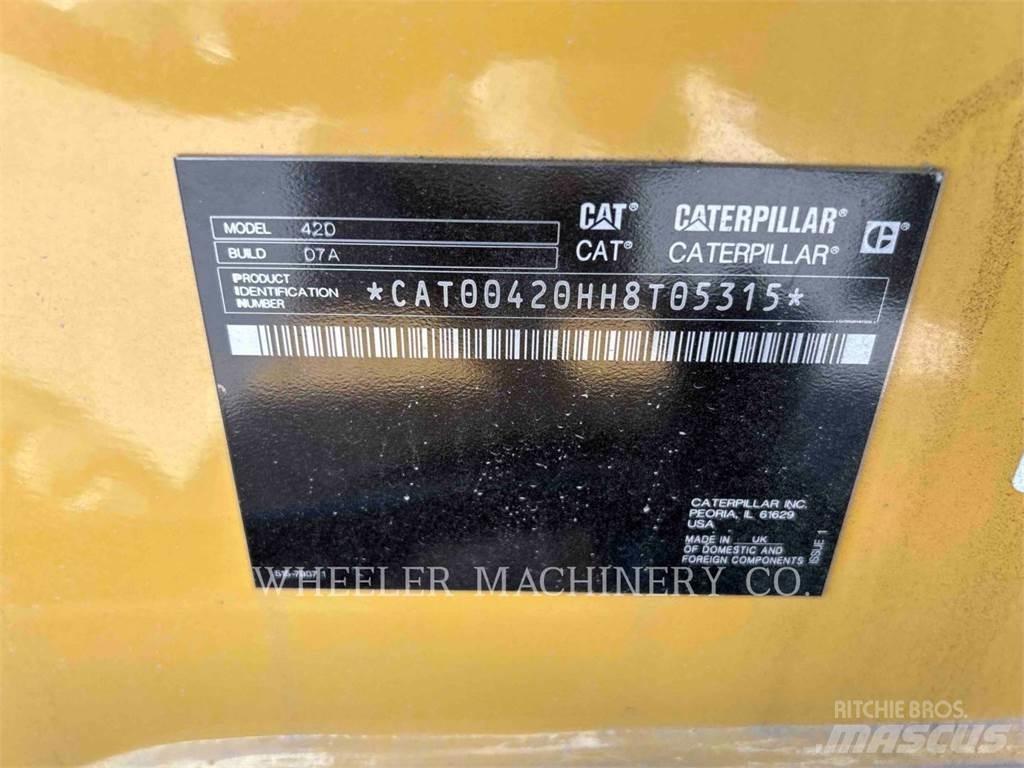 MODEL 420
BUILD 07A
CAT® CATERPILLAR®
CAT® CATERPILLAR®
PRODUCT
IDENTIFICATION
NUMBER
*CAT00420HH8T05315*
CATERPILLAR INC.
PEORIA, IL 61629
USA
MADE IN UK
OF DOMESTIC AND
FOREIGN COMPONENTS
ISSUE 1
WHEELER MACHINERY CO.
RITCHIE BROS.
MASCUS